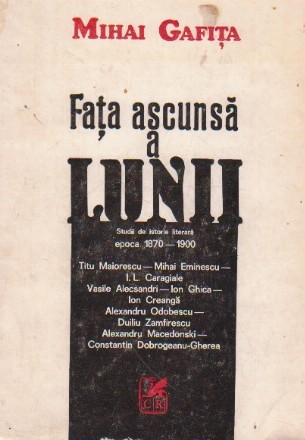 MIHAI GAFIȚA
Fața ascunsă
a
LUNII
Studii de istorie literară
epoca 1870—1900
Titu Maiorescu — Mihai Eminescu —
I. L. Caragiale
Vasile Alecsandri — Ion Ghica —
Ion Creangă
Alexandru Odobescu —
Duiliu Zamfirescu
Alexandru Macedonski —
Constantin Dobrogeanu-Gherea
CR